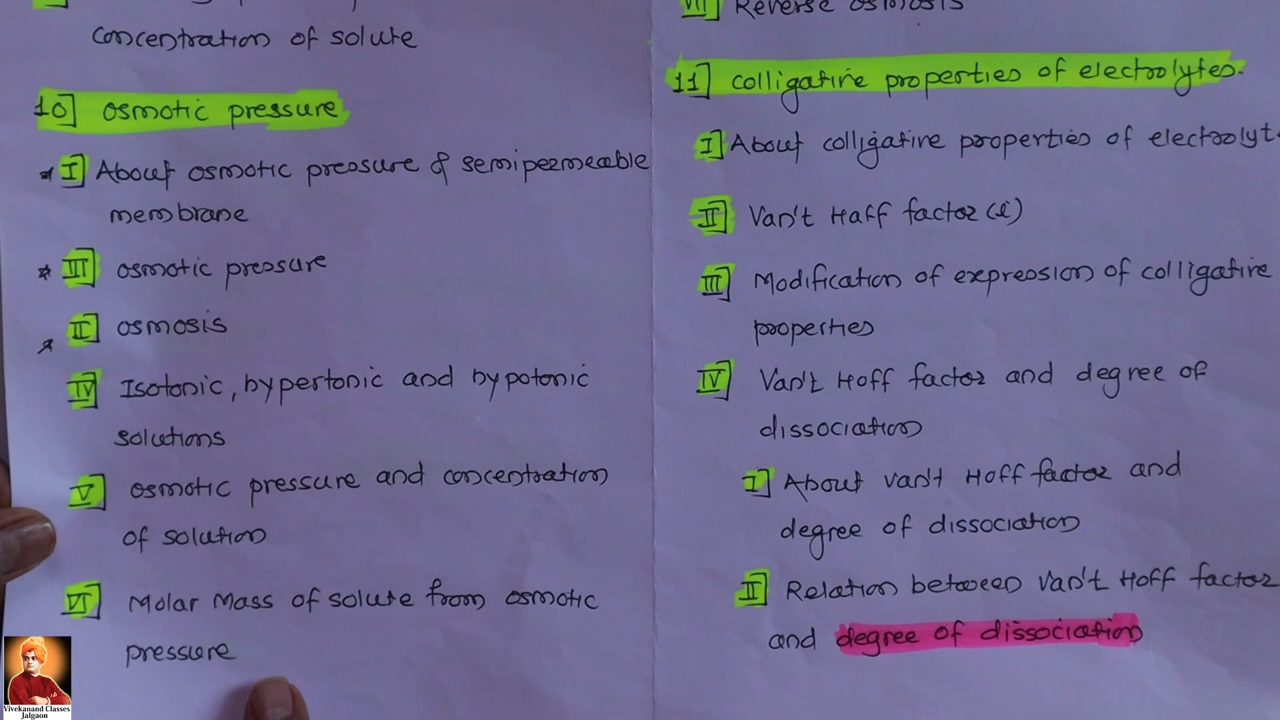 concentration of solute
10] osmotic pressure
I] About osmotic pressure & semipermeable
membrane
III] osmotic pressure
II] osmosis
IV] Isotonic, hypertonic and hypotonic
solutions
V] osmotic pressure and concentration
of solution
VI] Molar Mass of solute from osmotic
pressure
VII] Reverse osmosis
11] colligative properties of electrolytes.
I] About colligative properties of electrolyt
II] Van't Haff factor (i)
III] Modification of expression of colligative
properties
IV] Van't Hoff factor and degree of
dissociation
I] About van't Hoff factor and
degree of dissociation
II] Relation between van't Hoff factor
and degree of dissociation
Vivekanand Classes
Jalgaon